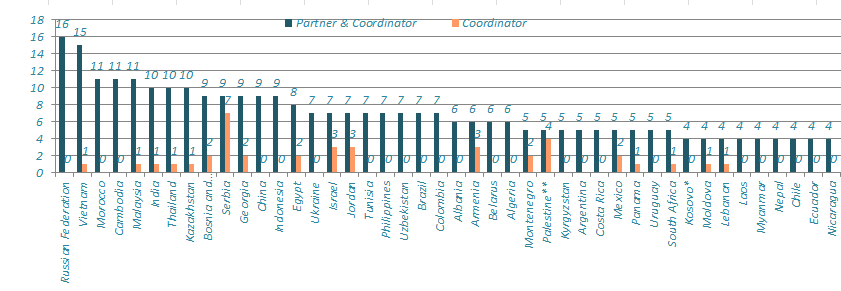 Partner & Coordinator
Coordinator
18
16
14
12
10
8
6
4
2
0
16 15 11 11 11 10 10 10 9 9 9 9 9 8 7 7 7 7 7 7 7 7 6 6 6 6 5 5 5 5 5 5 5 5 5 4 4 4 4 4 4 4 4 4
0 1 0 0 1 1 1 1 2 7 2 0 0 2 0 3 3 0 0 0 0 0 0 3 0 0 2 4 0 0 0 2 1 0 1 0 1 1 0 0 0 0 0 0
Russian Federation
Vietnam
Morocco
Cambodia
Malaysia
India
Thailand
Kazakhstan
Bosnia and...
Serbia
Georgia
China
Indonesia
Egypt
Ukraine
Israel
Jordan
Tunisia
Philippines
Uzbekistan
Brazil
Colombia
Albania
Armenia
Belarus
Algeria
Montenegro
Palestine**
Kyrgyzstan
Argentina
Costa Rica
Mexico
Panama
Uruguay
South Africa
Kosovo*
Moldova
Lebanon
Laos
Myanmar
Nepal
Chile
Ecuador
Nicaragua